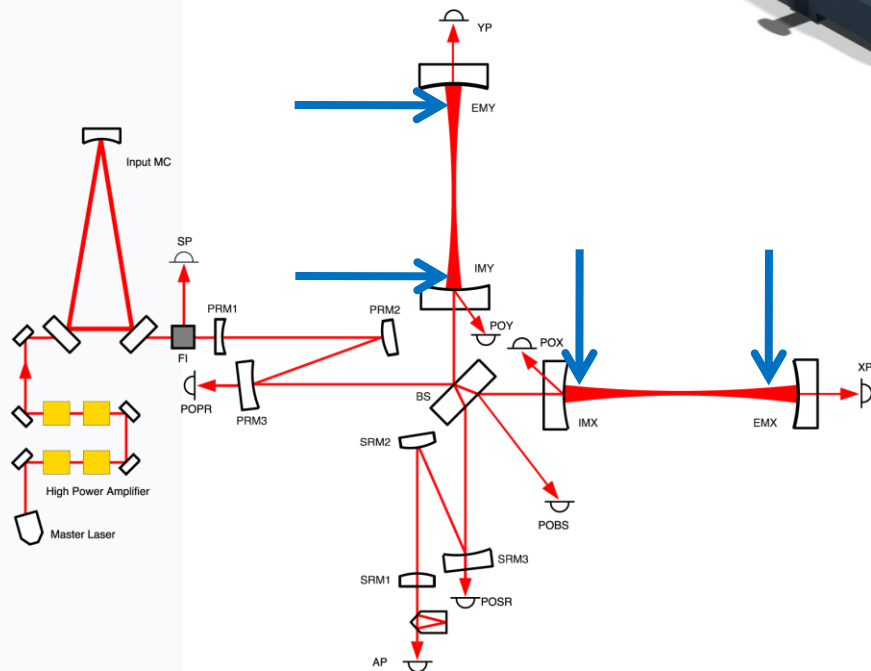 YP
EMY
Input MC
SP
IMY
PRM1
PRM2
POY
POX
FI
XP
POPR
BS
PRM3
IMX
EMX
SRM2
High Power Amplifier
POBS
Master Laser
SRM3
SRM1
POSR
AP